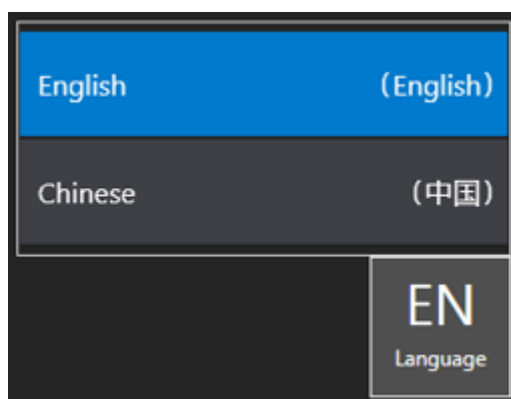 English (English)
Chinese (中国)
EN
Language